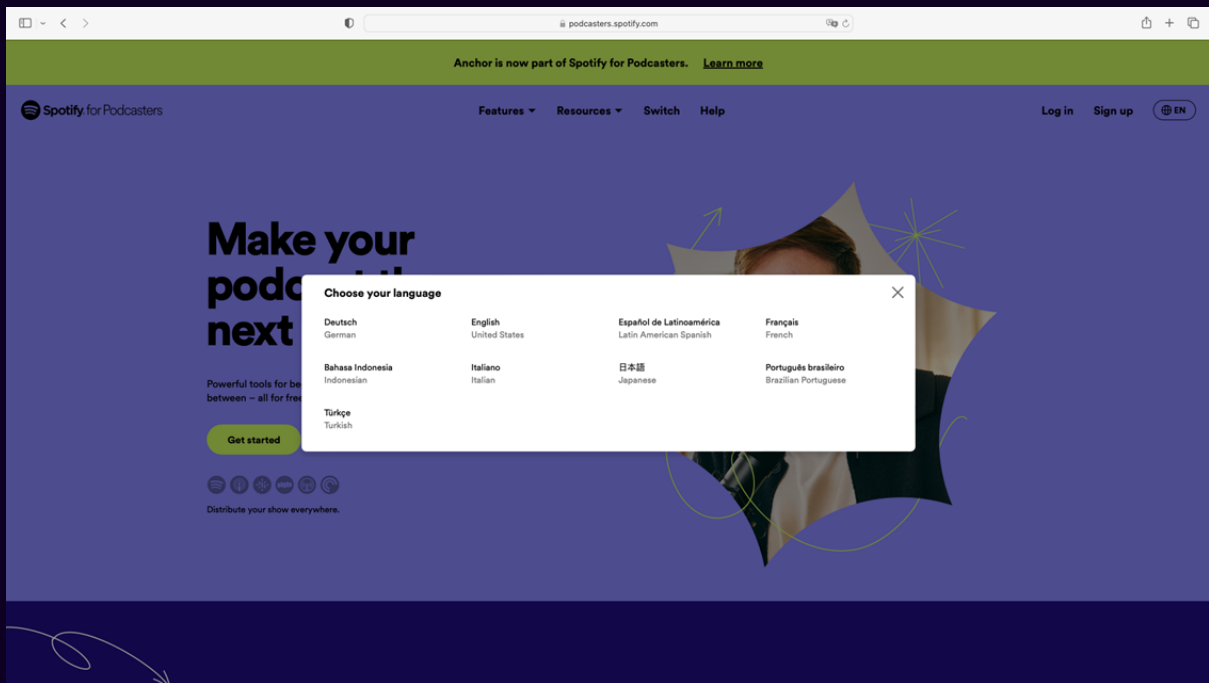 podcasters.spotify.com
Anchor is now part of Spotify for Podcasters. Learn more
Spotify for Podcasters Features Resources Switch Help Log in Sign up EN
Make your
next
Choose your language
Deutsch English Español de Latinoamérica Français
German United States Latin American Spanish French
Bahasa Indonesia Italiano 日本語 Português brasileiro
Indonesian Italian Japanese Brazilian Portuguese
Türkçe
Turkish
Powerful tools for
between – all for
Get started
Distribute your show everywhere.